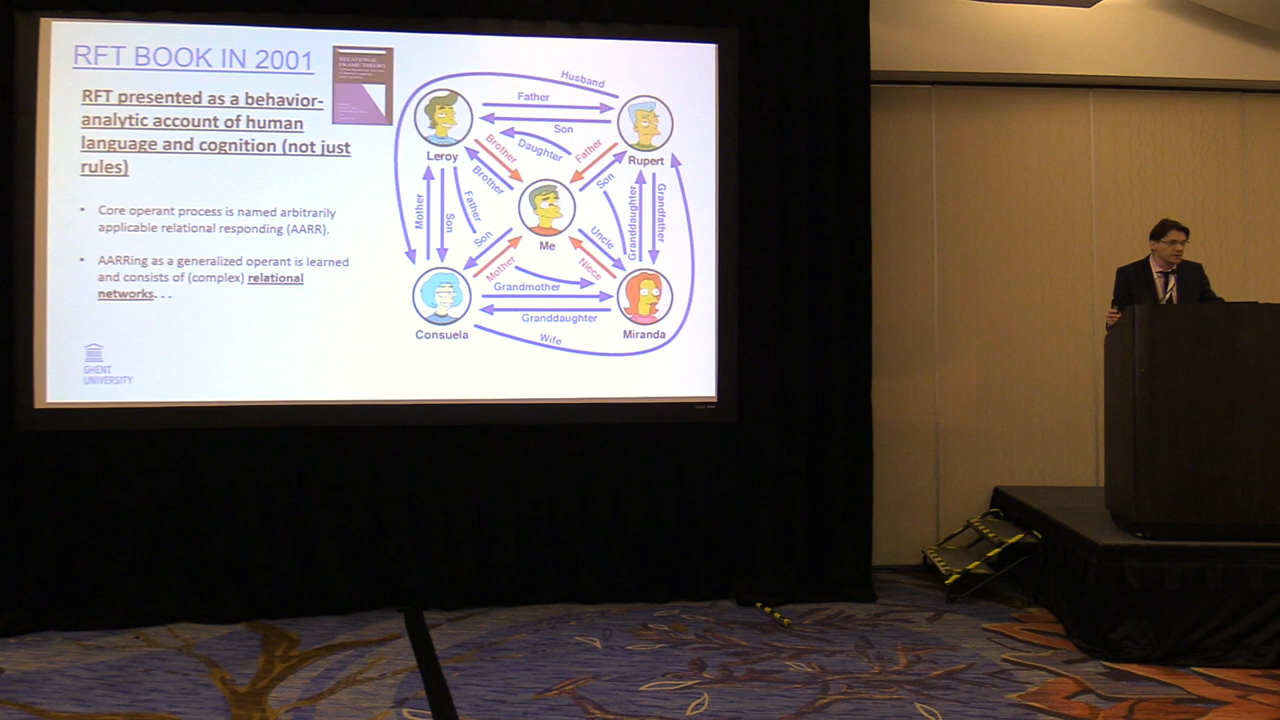 RFT BOOK IN 2001
RELATIONAL
FRAME THEORY
RFT presented as a behavior-
analytic account of human
language and cognition (not just
rules)
• Core operant process is named arbitrarily
applicable relational responding (AARR).
• AARRing as a generalized operant is learned
and consists of (complex) relational
networks. . .
GHENT
UNIVERSITY
Husband
Father
Son
Daughter
Leroy
Rupert
Brother
Father
Brother
Son
Mother
Son
Father
Granddaughter
Grandfather
Me
Son
Uncle
Mother
Niece
Grandmother
Granddaughter
Consuela
Miranda
Wife